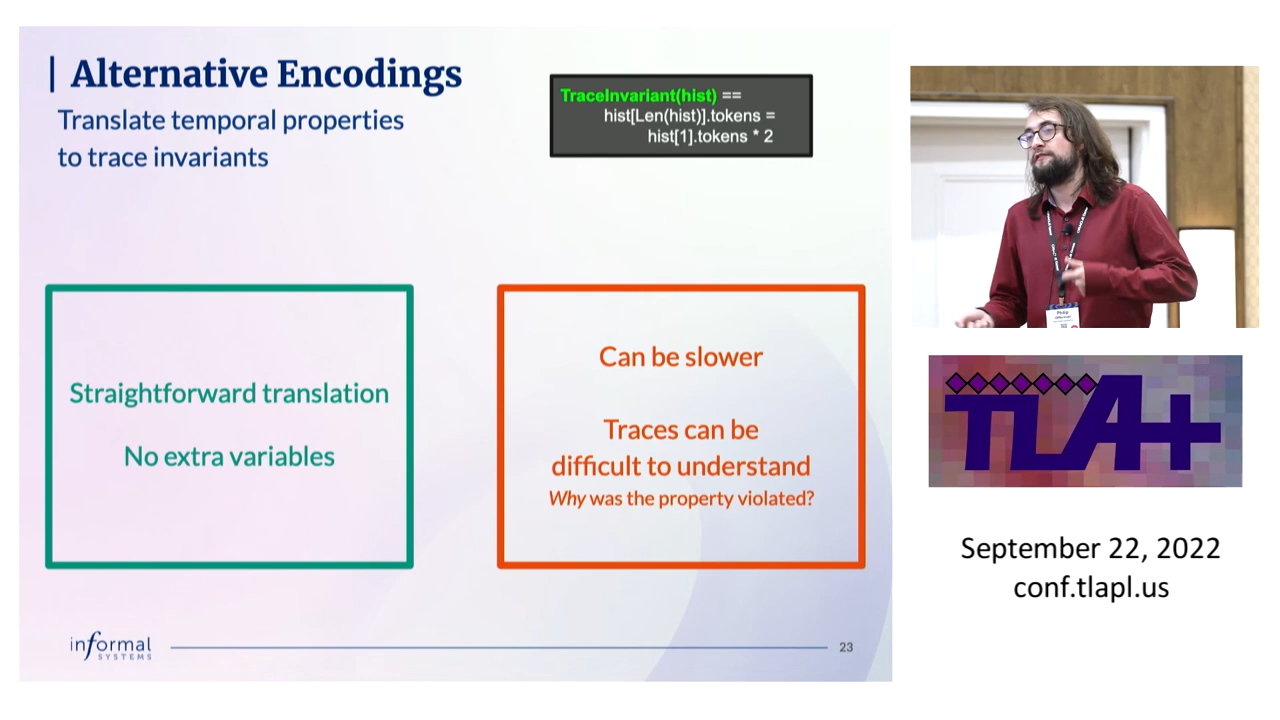 Alternative Encodings
Translate temporal properties
to trace invariants
TraceInvariant(hist) ==
hist[Len(hist)].tokens =
hist[1].tokens * 2
Straightforward translation
No extra variables
Can be slower
Traces can be
difficult to understand
Why was the property violated?
informal
SYSTEMS
23
Philip
TLA+
September 22, 2022
conf.tlapl.us